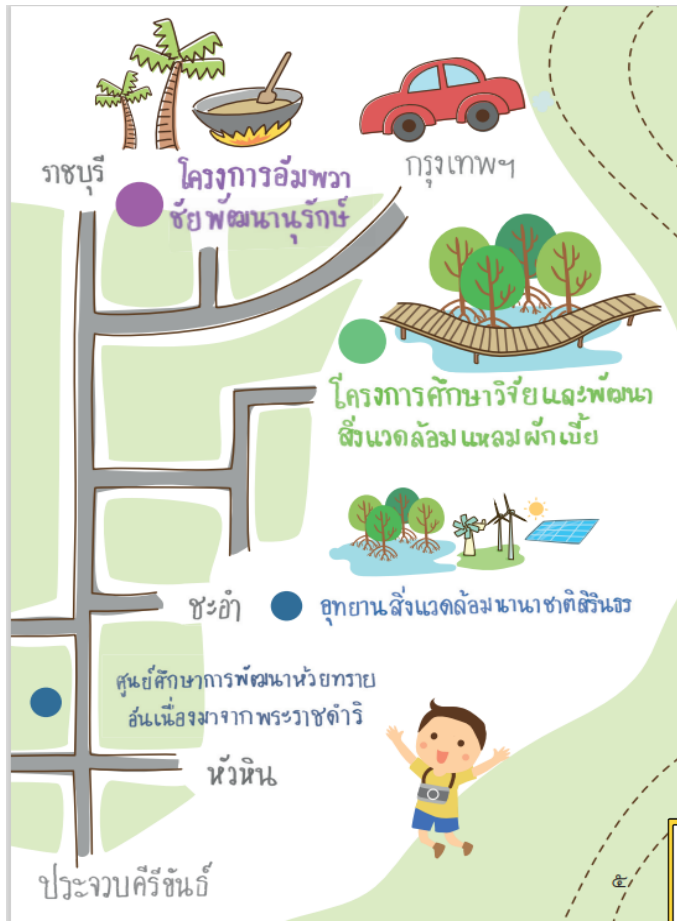 ราชบุรี
โครงการอัมพวา
ชัยพัฒนานุรักษ์
กรุงเทพฯ
โครงการศึกษาวิจัยและพัฒนา
สิ่งแวดล้อมแหลมผักเบี้ย
ชะอำ
อุทยานสิ่งแวดล้อมนานาชาติสิรินธร
ศูนย์ศึกษาการพัฒนาห้วยทราย
อันเนื่องมาจากพระราชดำริ
หัวหิน
ประจวบคีรีขันธ์
๕